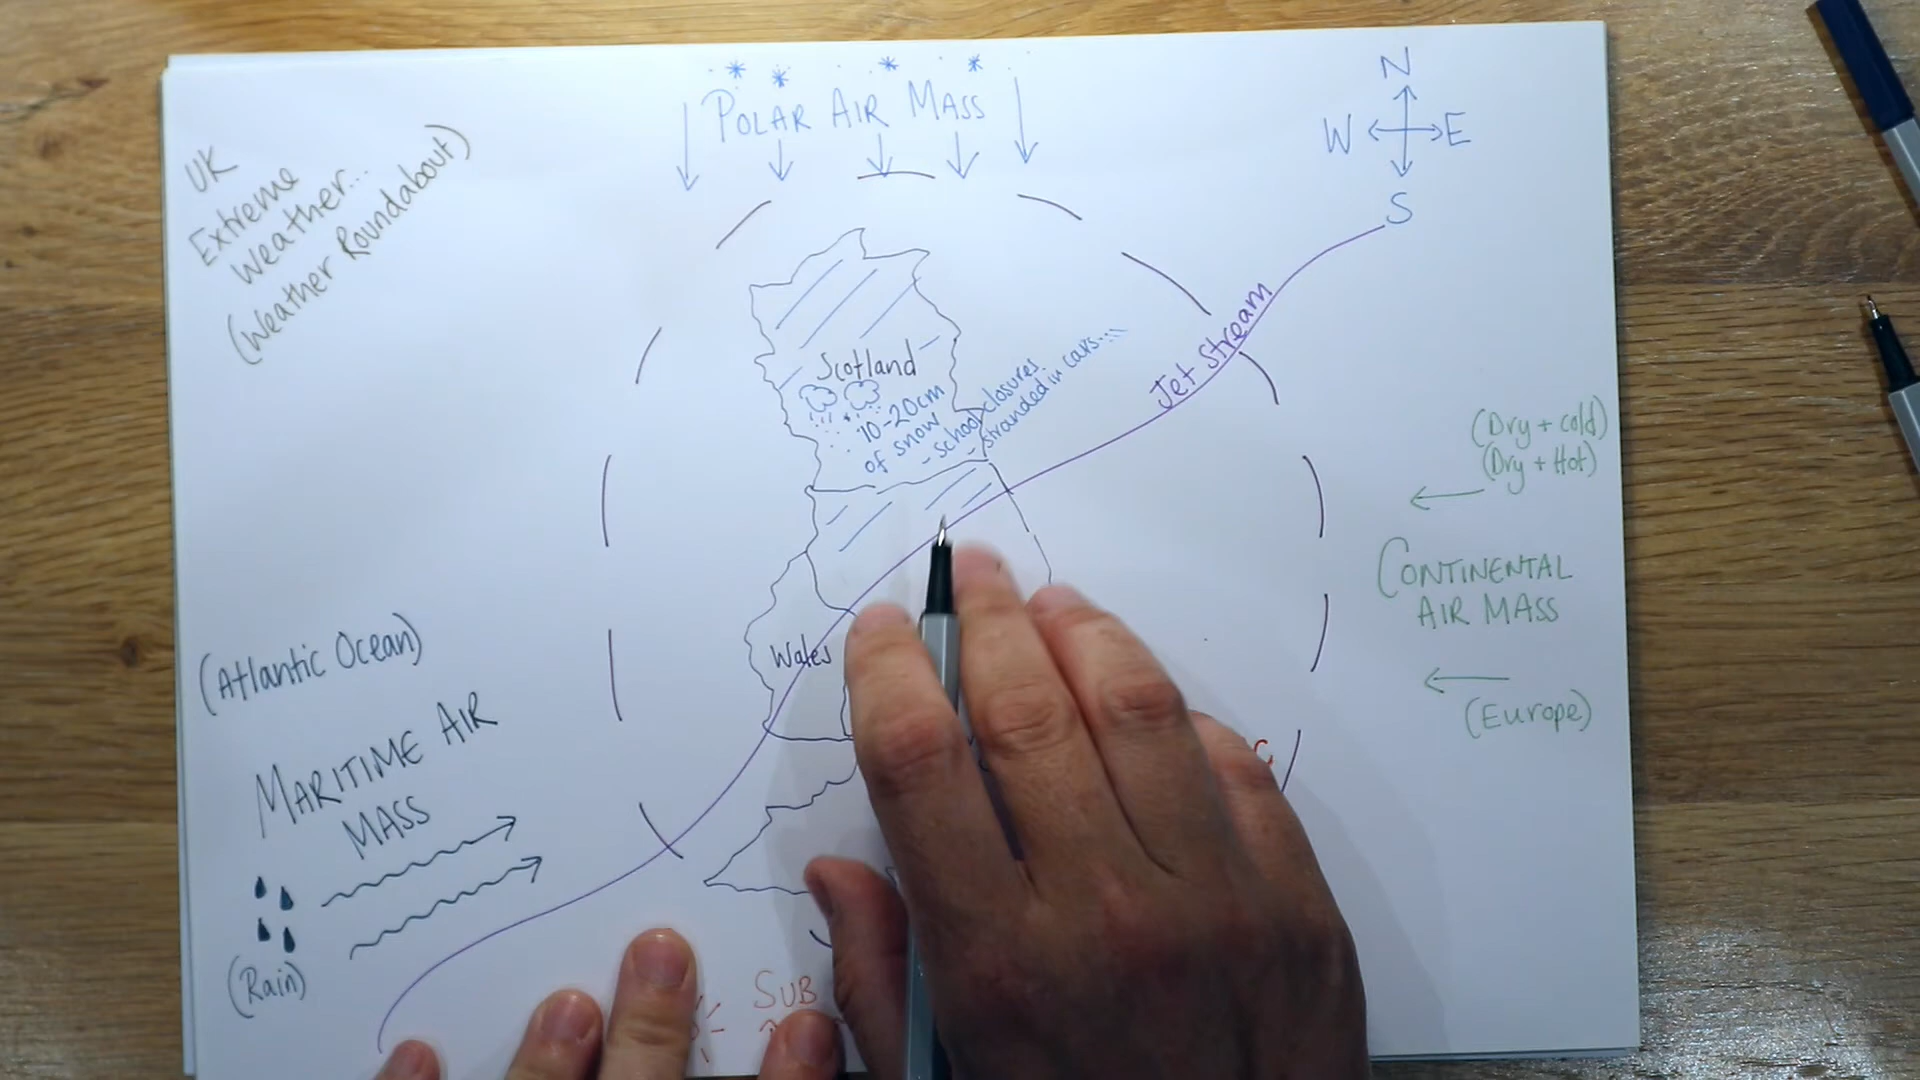 UK
Extreme
Weather...
(Weather Roundabout)
POLAR AIR MASS
N
W E
S
Scotland
10-20cm
of snow
- school closures
- stranded in cars....
Jet Stream
Wales
(Dry + cold)
(Dry + Hot)
CONTINENTAL
AIR MASS
(Europe)
(Atlantic Ocean)
MARITIME AIR
MASS
(Rain)
SUB